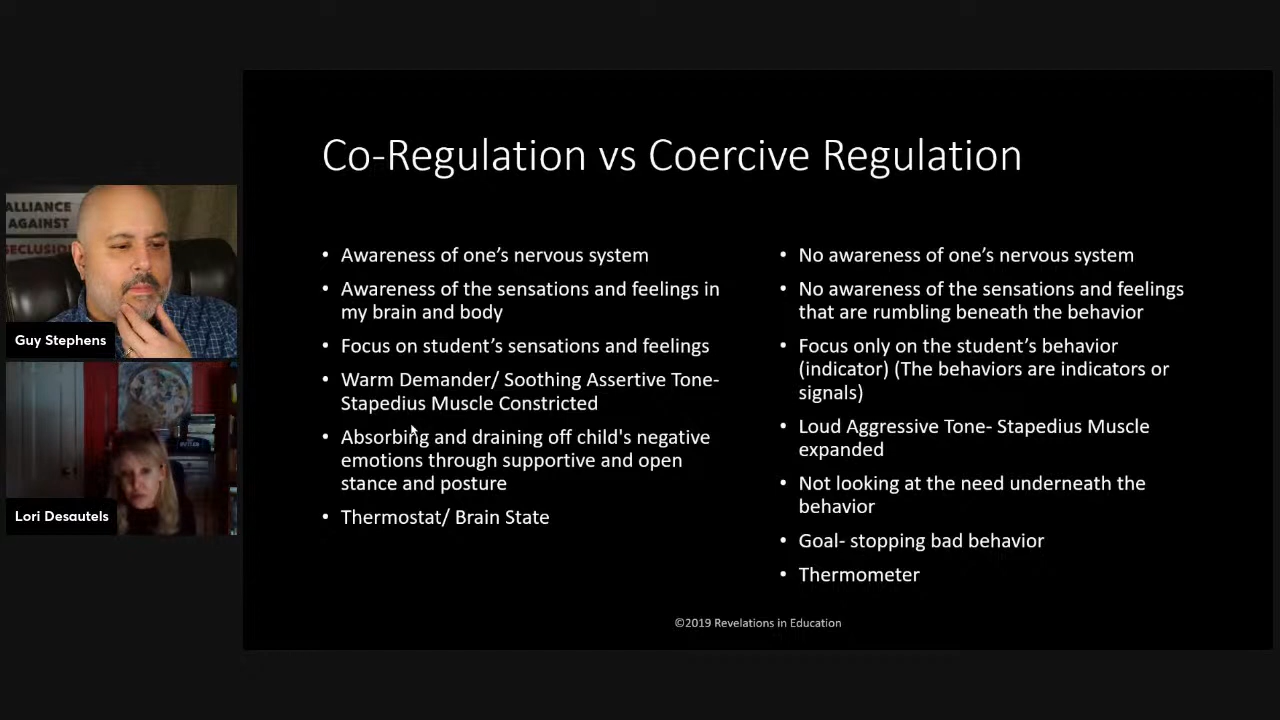 Co-Regulation vs Coercive Regulation
• Awareness of one’s nervous system
• Awareness of the sensations and feelings in
my brain and body
• Focus on student’s sensations and feelings
• Warm Demander/ Soothing Assertive Tone-
Stapedius Muscle Constricted
• Absorbing and draining off child's negative
emotions through supportive and open
stance and posture
• Thermostat/ Brain State
• No awareness of one’s nervous system
• No awareness of the sensations and feelings
that are rumbling beneath the behavior
• Focus only on the student’s behavior
(indicator) (The behaviors are indicators or
signals)
• Loud Aggressive Tone- Stapedius Muscle
expanded
• Not looking at the need underneath the
behavior
• Goal- stopping bad behavior
• Thermometer
©2019 Revelations in Education
ALLIANCE
AGAINST
SECLUSIO
Guy Stephens
Lori Desautels